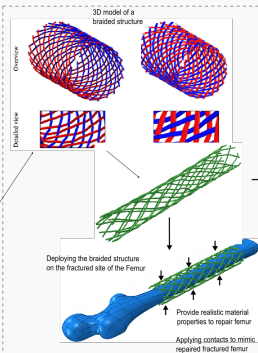 3D model of a
braided structure
Overview
Detailed view
Deploying the braided structure
on the fractured site of the Femur
Provide realistic material
properties to repair femur
Applying contacts to mimic
repaired fractured femur